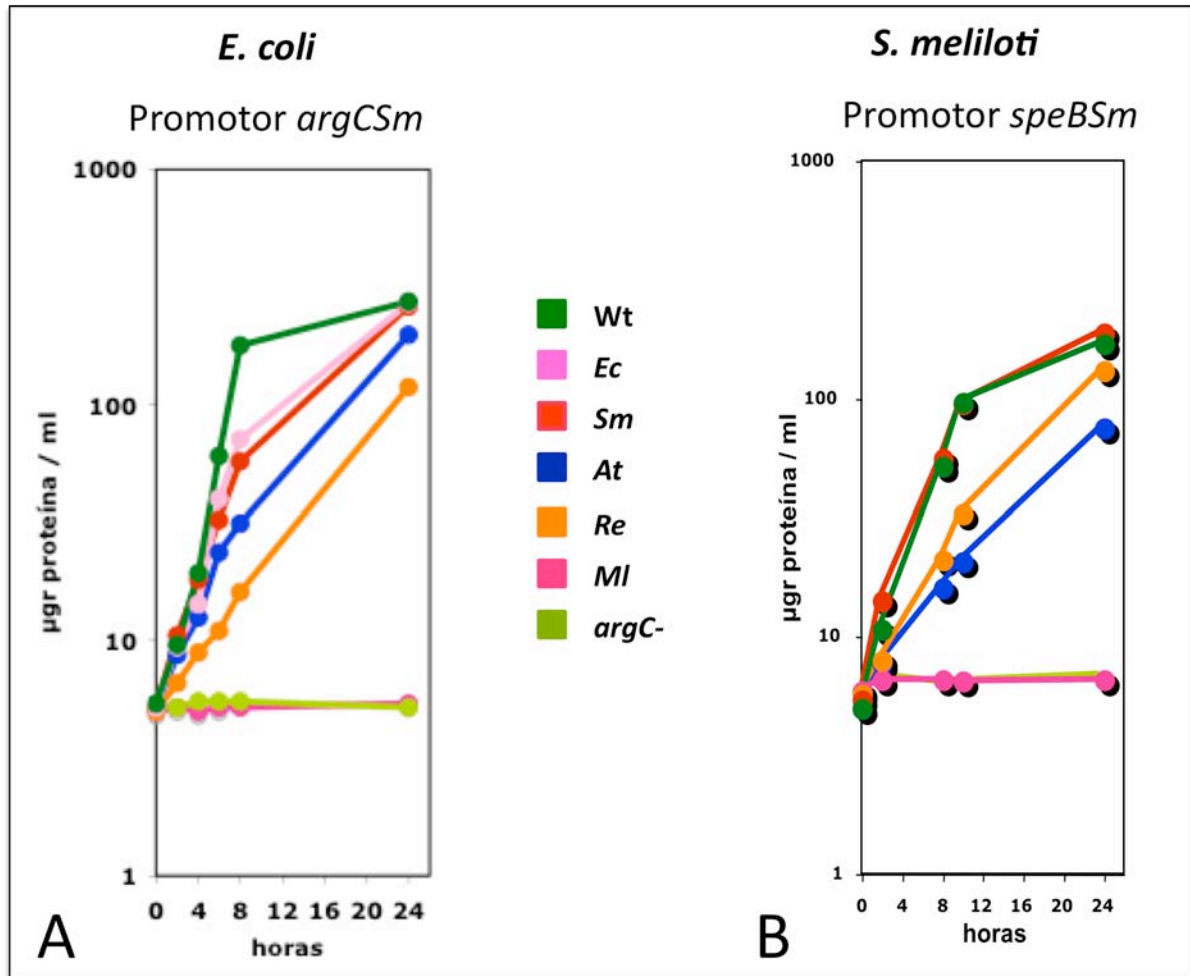 E. coli
Promotor argCSm
1000
100
10
1
0 4 8 12 16 20 24
horas
µgr proteína / ml
A
Wt
Ec
Sm
At
Re
Ml
argC-
S. meliloti
Promotor speBSm
1000
100
10
1
0 4 8 12 16 20 24
horas
µgr proteína / ml
B